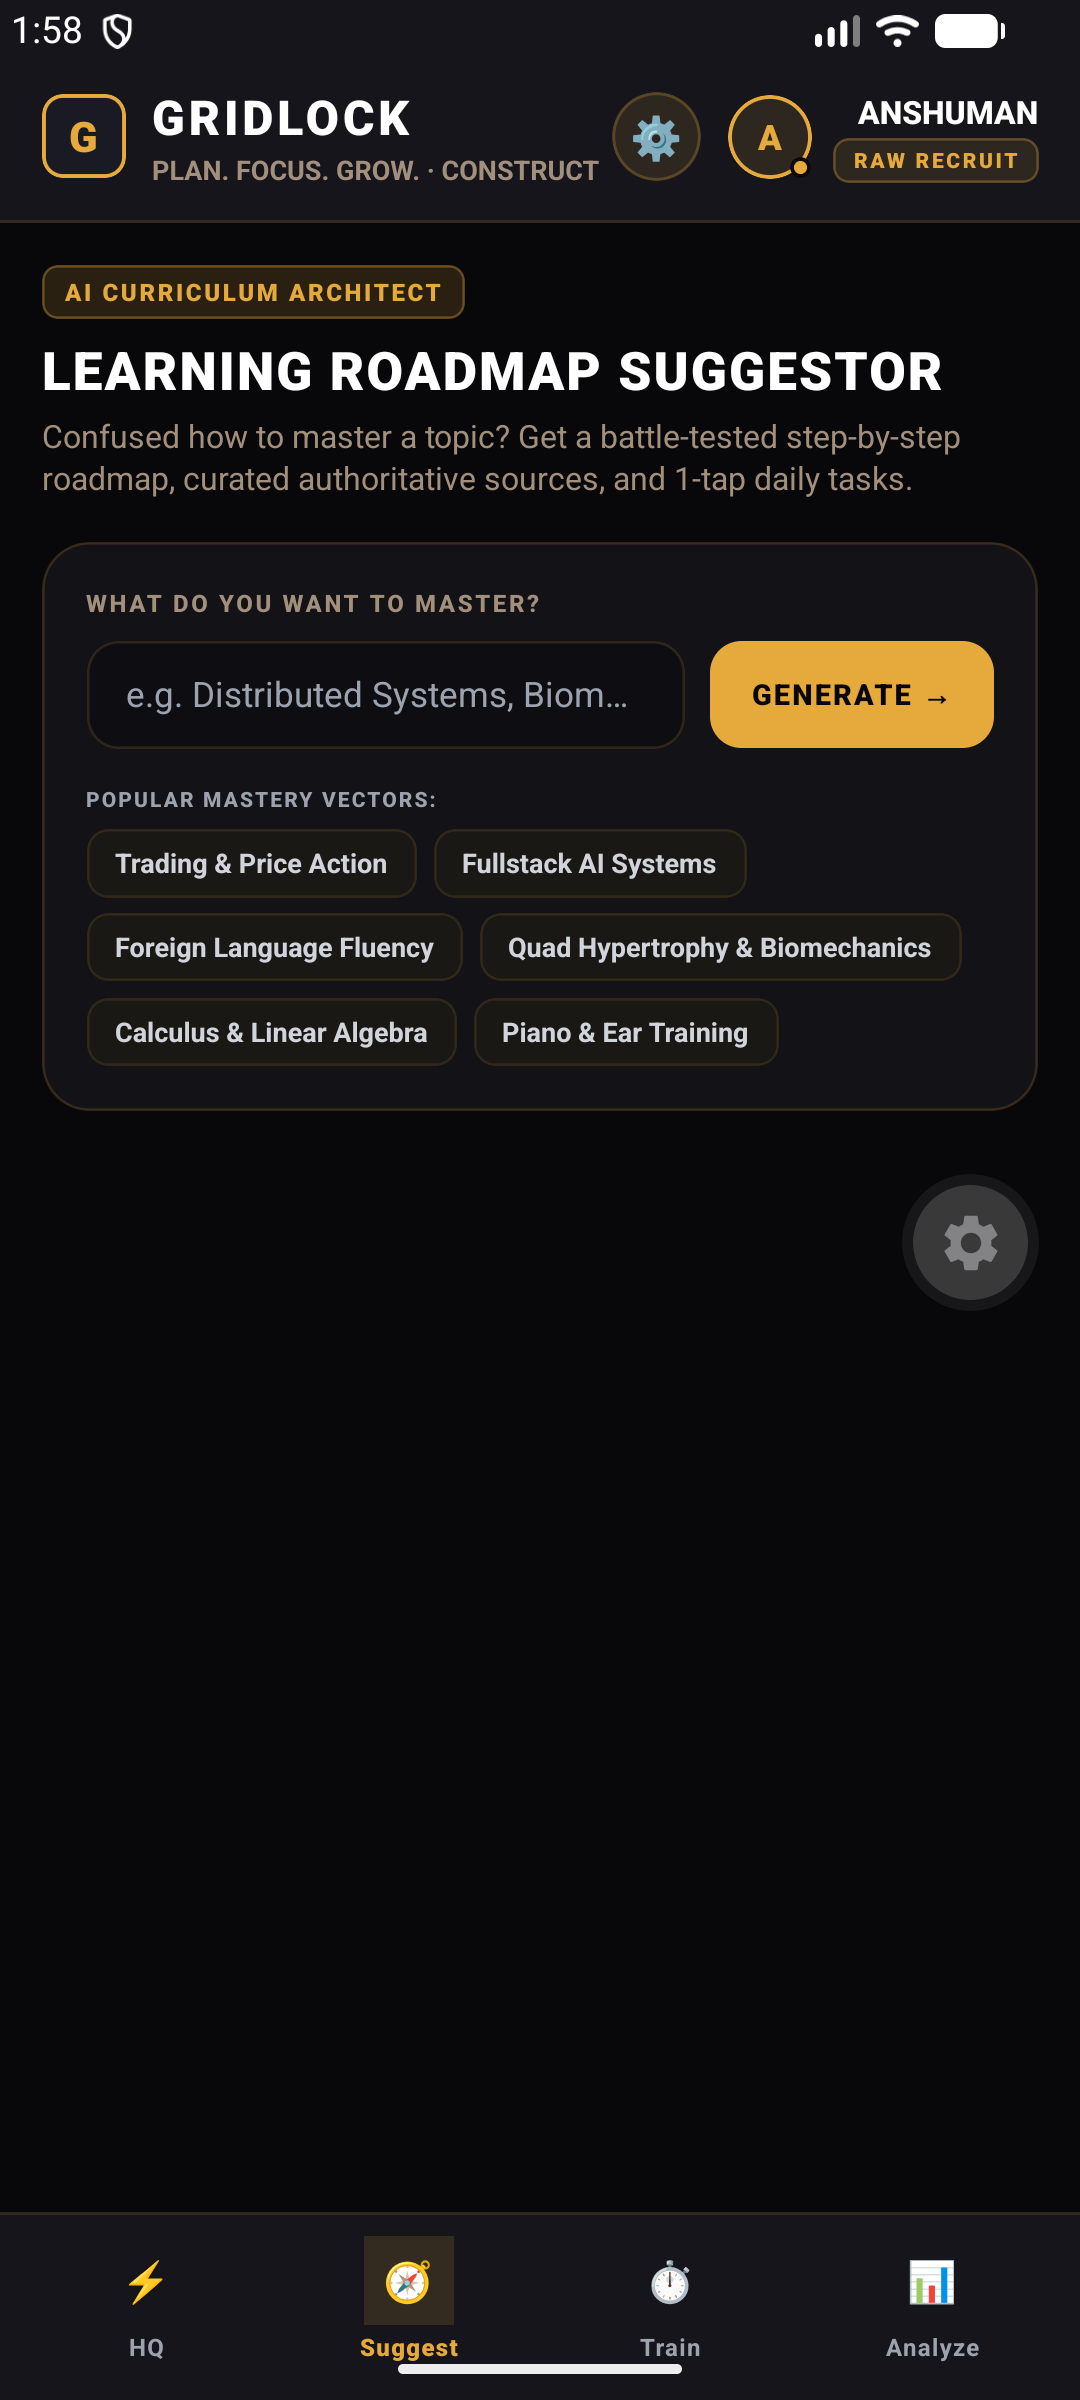 1:58
G
GRIDLOCK
PLAN. FOCUS. GROW. · CONSTRUCT
A
ANSHUMAN
RAW RECRUIT
AI CURRICULUM ARCHITECT
LEARNING ROADMAP SUGGESTOR
Confused how to master a topic? Get a battle-tested step-by-step
roadmap, curated authoritative sources, and 1-tap daily tasks.
WHAT DO YOU WANT TO MASTER?
e.g. Distributed Systems, Biom...
GENERATE →
POPULAR MASTERY VECTORS:
Trading & Price Action
Fullstack AI Systems
Foreign Language Fluency
Quad Hypertrophy & Biomechanics
Calculus & Linear Algebra
Piano & Ear Training
HQ
Suggest
Train
Analyze